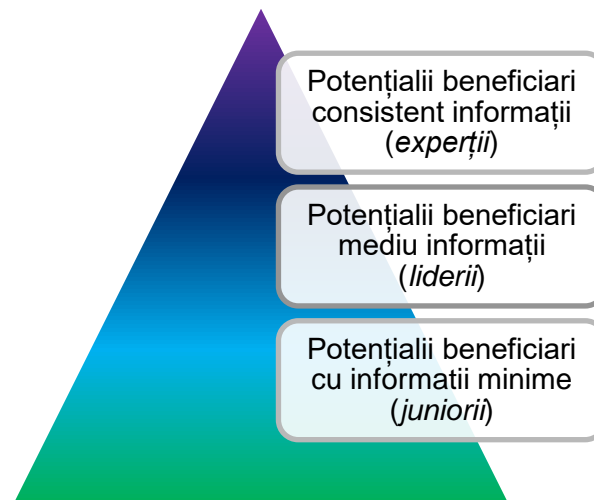 Potențialii beneficiari
consistent informații
(experții)
Potențialii beneficiari
mediu informații
(liderii)
Potențialii beneficiari
cu informatii minime
(juniorii)